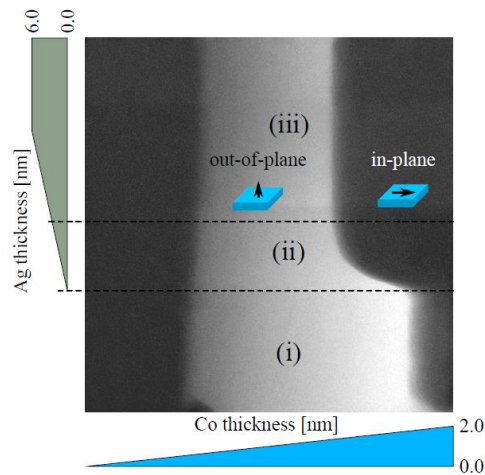 6.0
0.0
Ag thickness [nm]
(iii)
out-of-plane
in-plane
(ii)
(i)
Co thickness [nm]
2.0
0.0